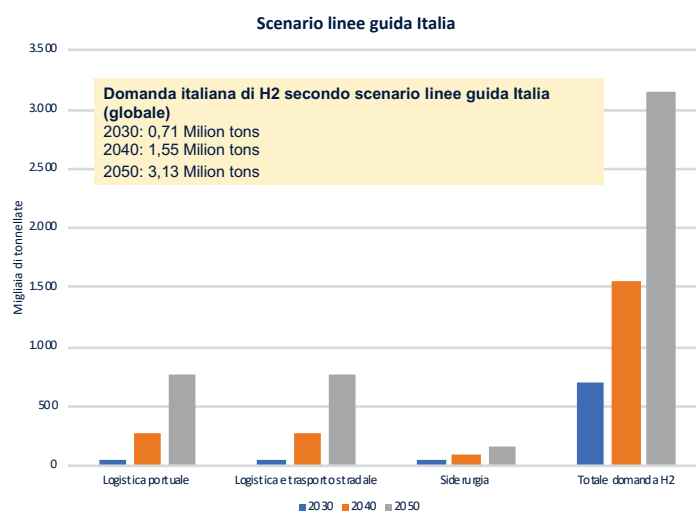 Scenario linee guida Italia
3.500
Domanda italiana di H2 secondo scenario linee guida Italia
(globale)
2030: 0,71 Milion tons
2040: 1,55 Milion tons
2050: 3,13 Milion tons
3.000
2.500
2.000
1.500
1.000
500
0
Migliaia di tonnellate
Logistica portuale
Logistica e trasporto stradale
Siderurgia
Totale domanda H2
2030 2040 2050